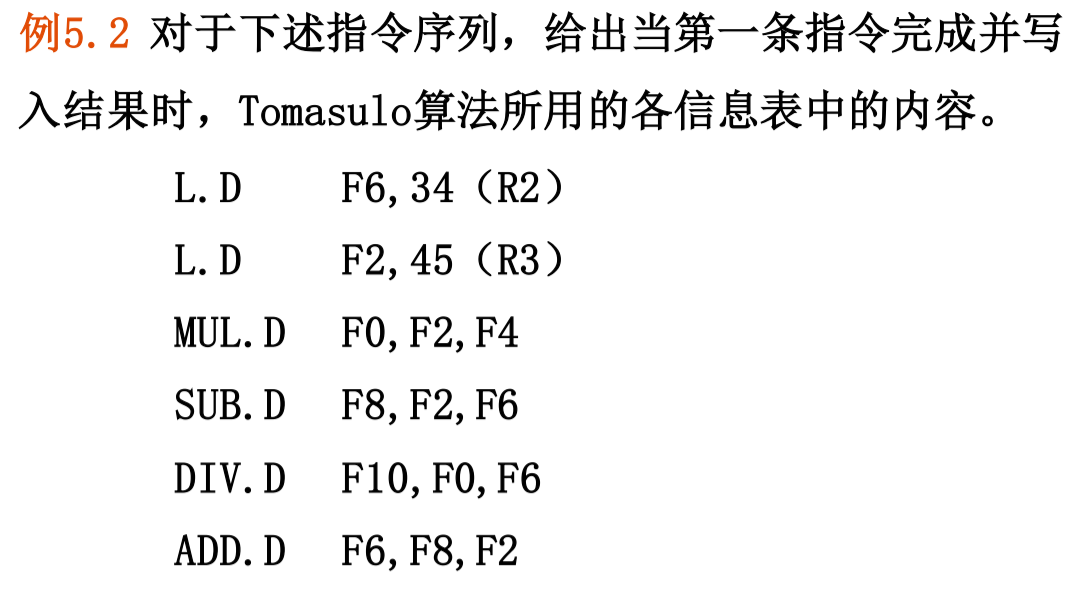 例5.2 对于下述指令序列，给出当第一条指令完成并写
入结果时，Tomasulo算法所用的各信息表中的内容。
L.D F6,34（R2）
L.D F2,45（R3）
MUL.D F0,F2,F4
SUB.D F8,F2,F6
DIV.D F10,F0,F6
ADD.D F6,F8,F2